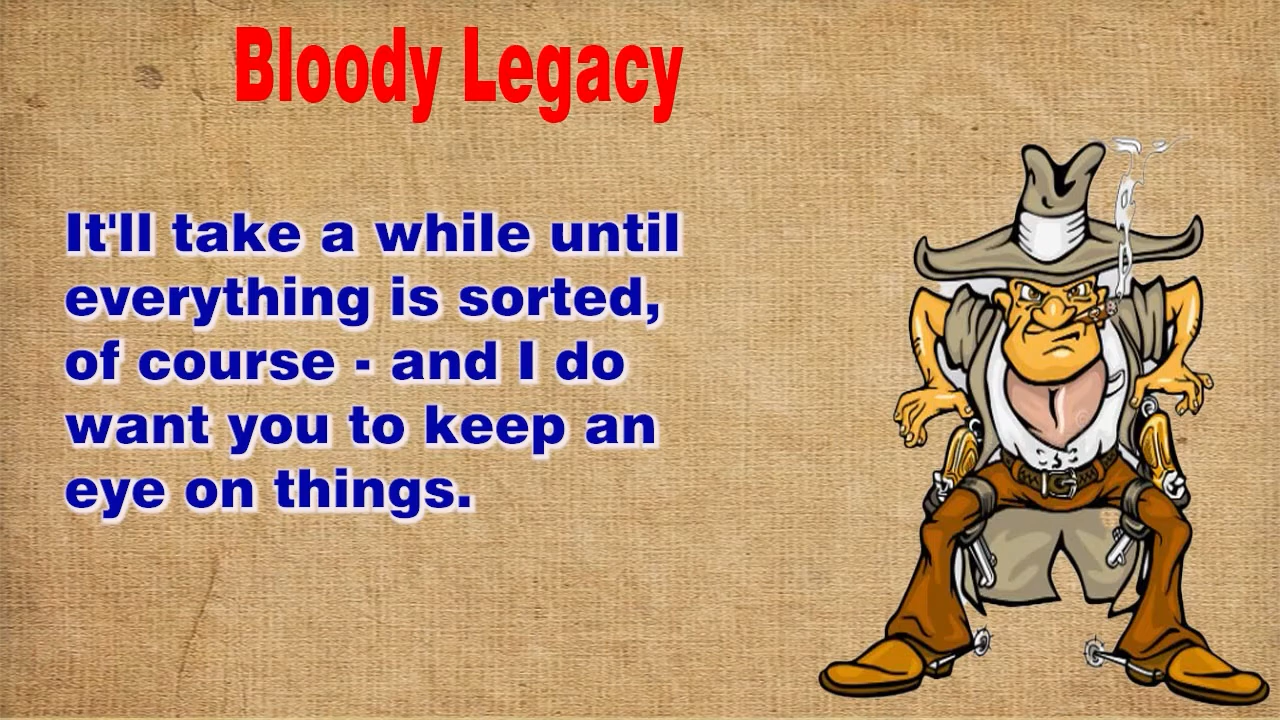 Bloody Legacy
It'll take a while until
everything is sorted,
of course - and I do
want you to keep an
eye on things.